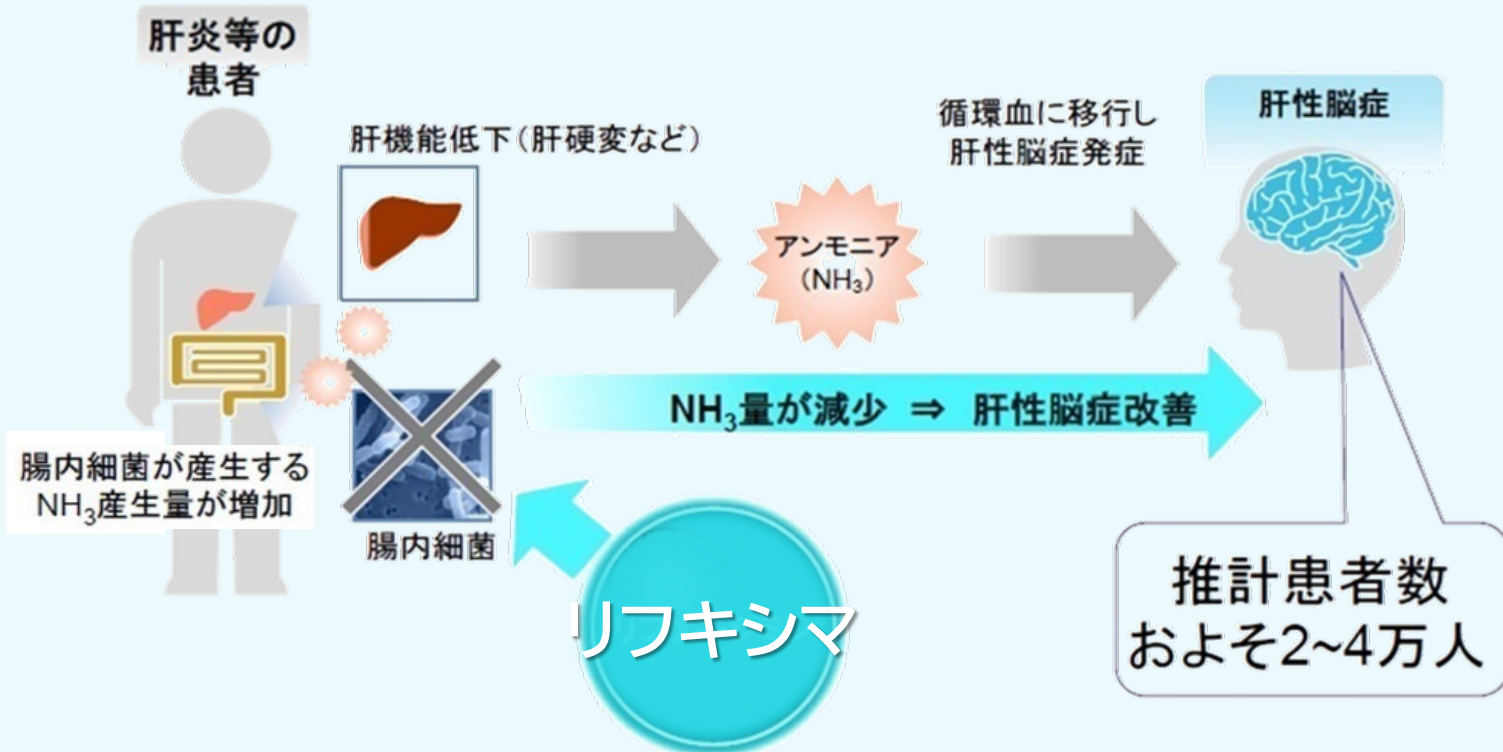 肝炎等の
患者
肝機能低下（肝硬変など）
循環血に移行し
肝性脳症発症
肝性脳症
アンモニア
（NH₃）
NH₃量が減少 ⇒ 肝性脳症改善
腸内細菌が産生する
NH₃産生量が増加
腸内細菌
リフキシマ
推計患者数
およそ2~4万人